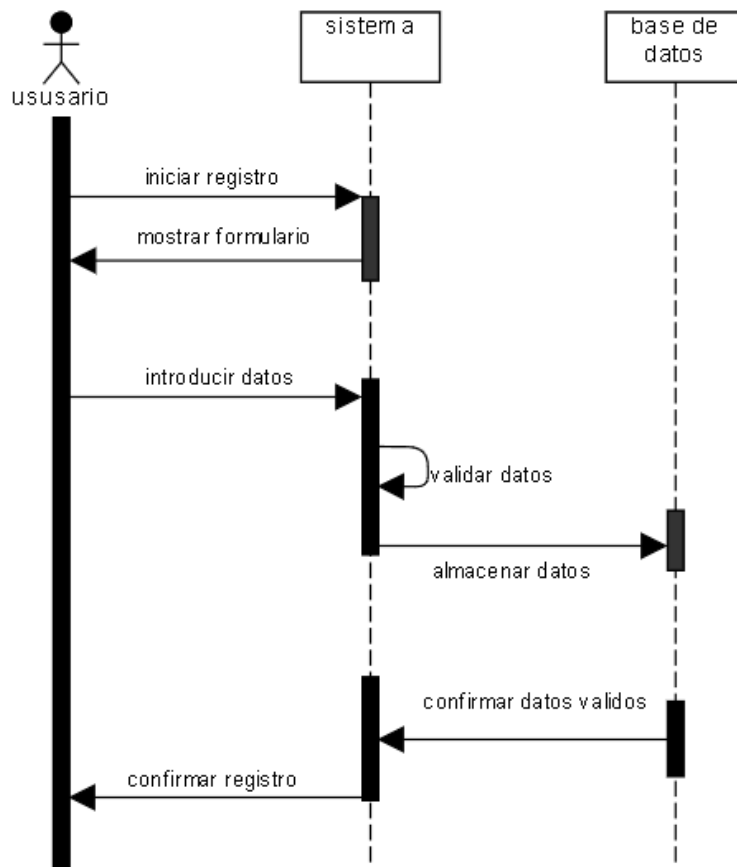 sistema
base de
datos
ususario
iniciar registro
mostrar formulario
introducir datos
validar datos
almacenar datos
confirmar datos validos
confirmar registro